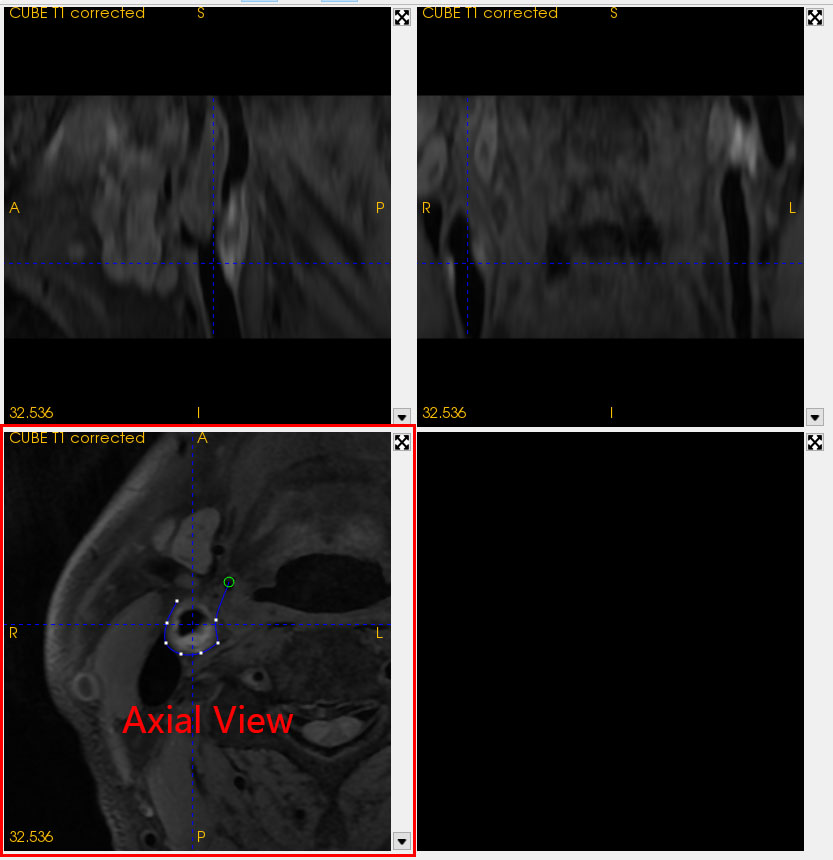 CUBE T1 corrected
S
A
P
32.536
I
CUBE T1 corrected
S
R
L
32.536
I
CUBE T1 corrected
A
R
L
Axial View
32.536
P